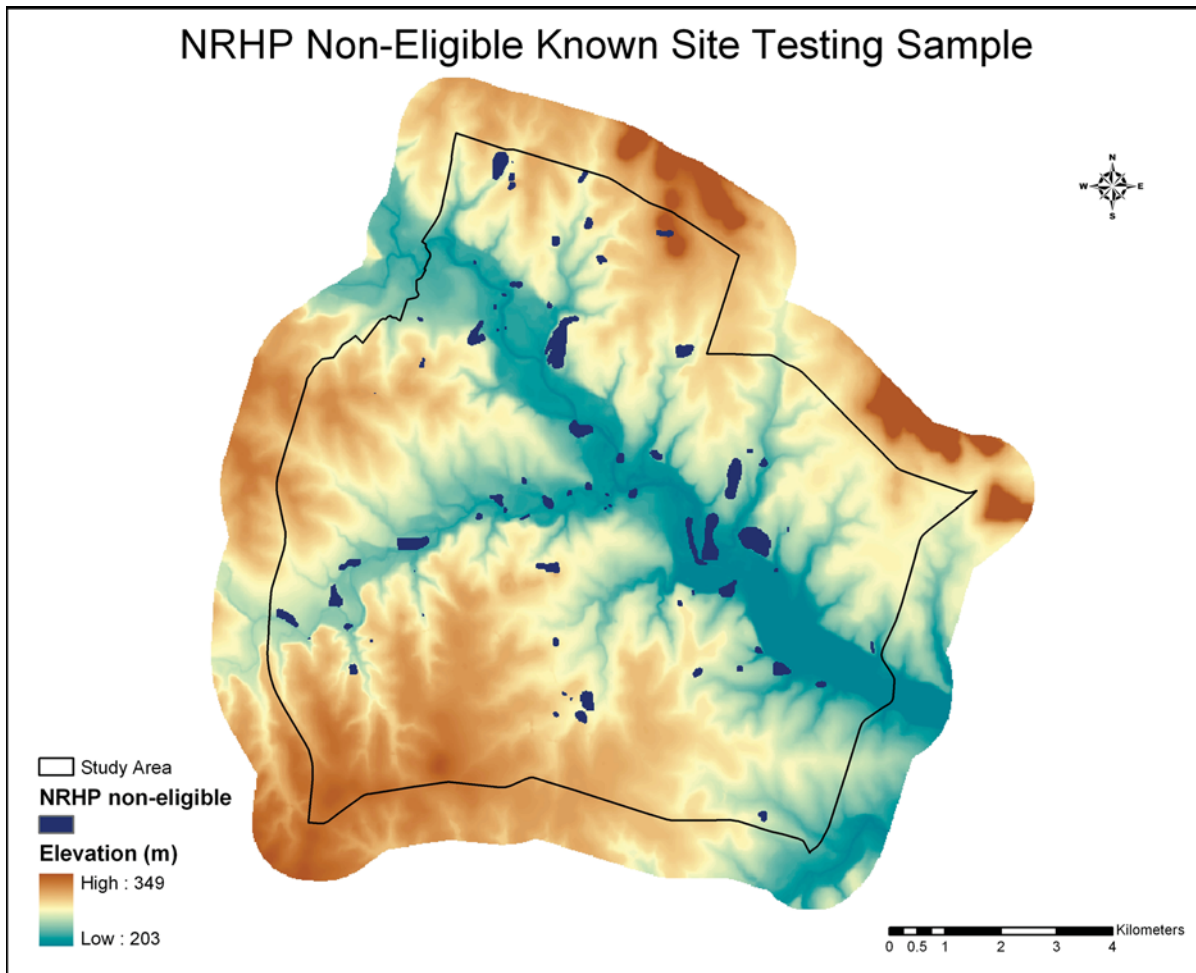 NRHP Non-Eligible Known Site Testing Sample
N
W E
S
Study Area
NRHP non-eligible
Elevation (m)
High : 349
Low : 203
Kilometers
0 0.5 1 2 3 4